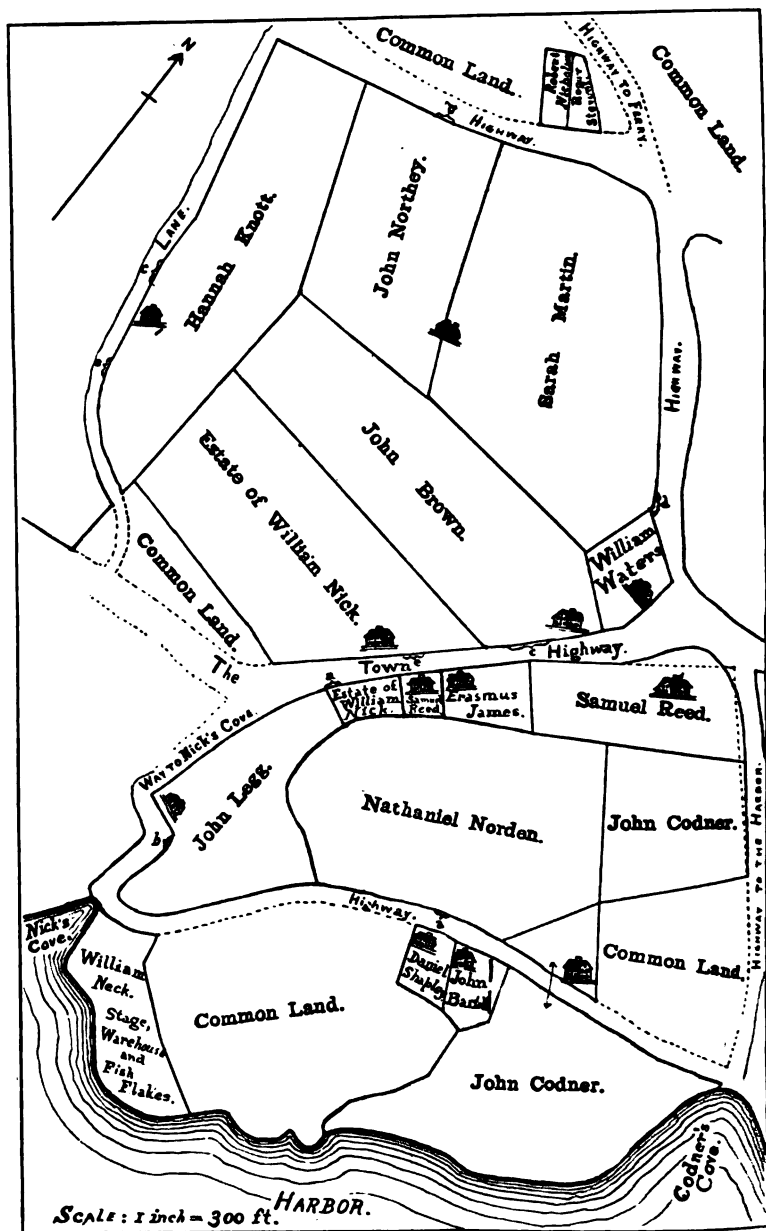 N
Common Land.
HIGHWAY TO FERRY.
Common Land.
Robert
Nicholes
Roger
HIGHWAY.
LANE.
Hannah Knott.
John Northey.
Sarah Martin.
HIGHWAY.
Estate of William Nick.
John Brown.
William
Waters
Common Land.
The
Town
Highway.
WAY TO NICK'S COVE
Estate of
William
Nick.
Samuel
Reed
Erasmus
James.
Samuel Reed.
John Legg.
b
Nathaniel Norden.
John Codner.
HIGHWAY TO THE HARBOR.
Highway.
Nick's
Cove.
William
Neck.
Stage,
Warehouse
and
Fish
Flakes.
Common Land.
Daniel
Shapley
John
Common Land.
John Codner.
Codner's
Cove.
HARBOR.
SCALE: 1 inch = 300 ft.